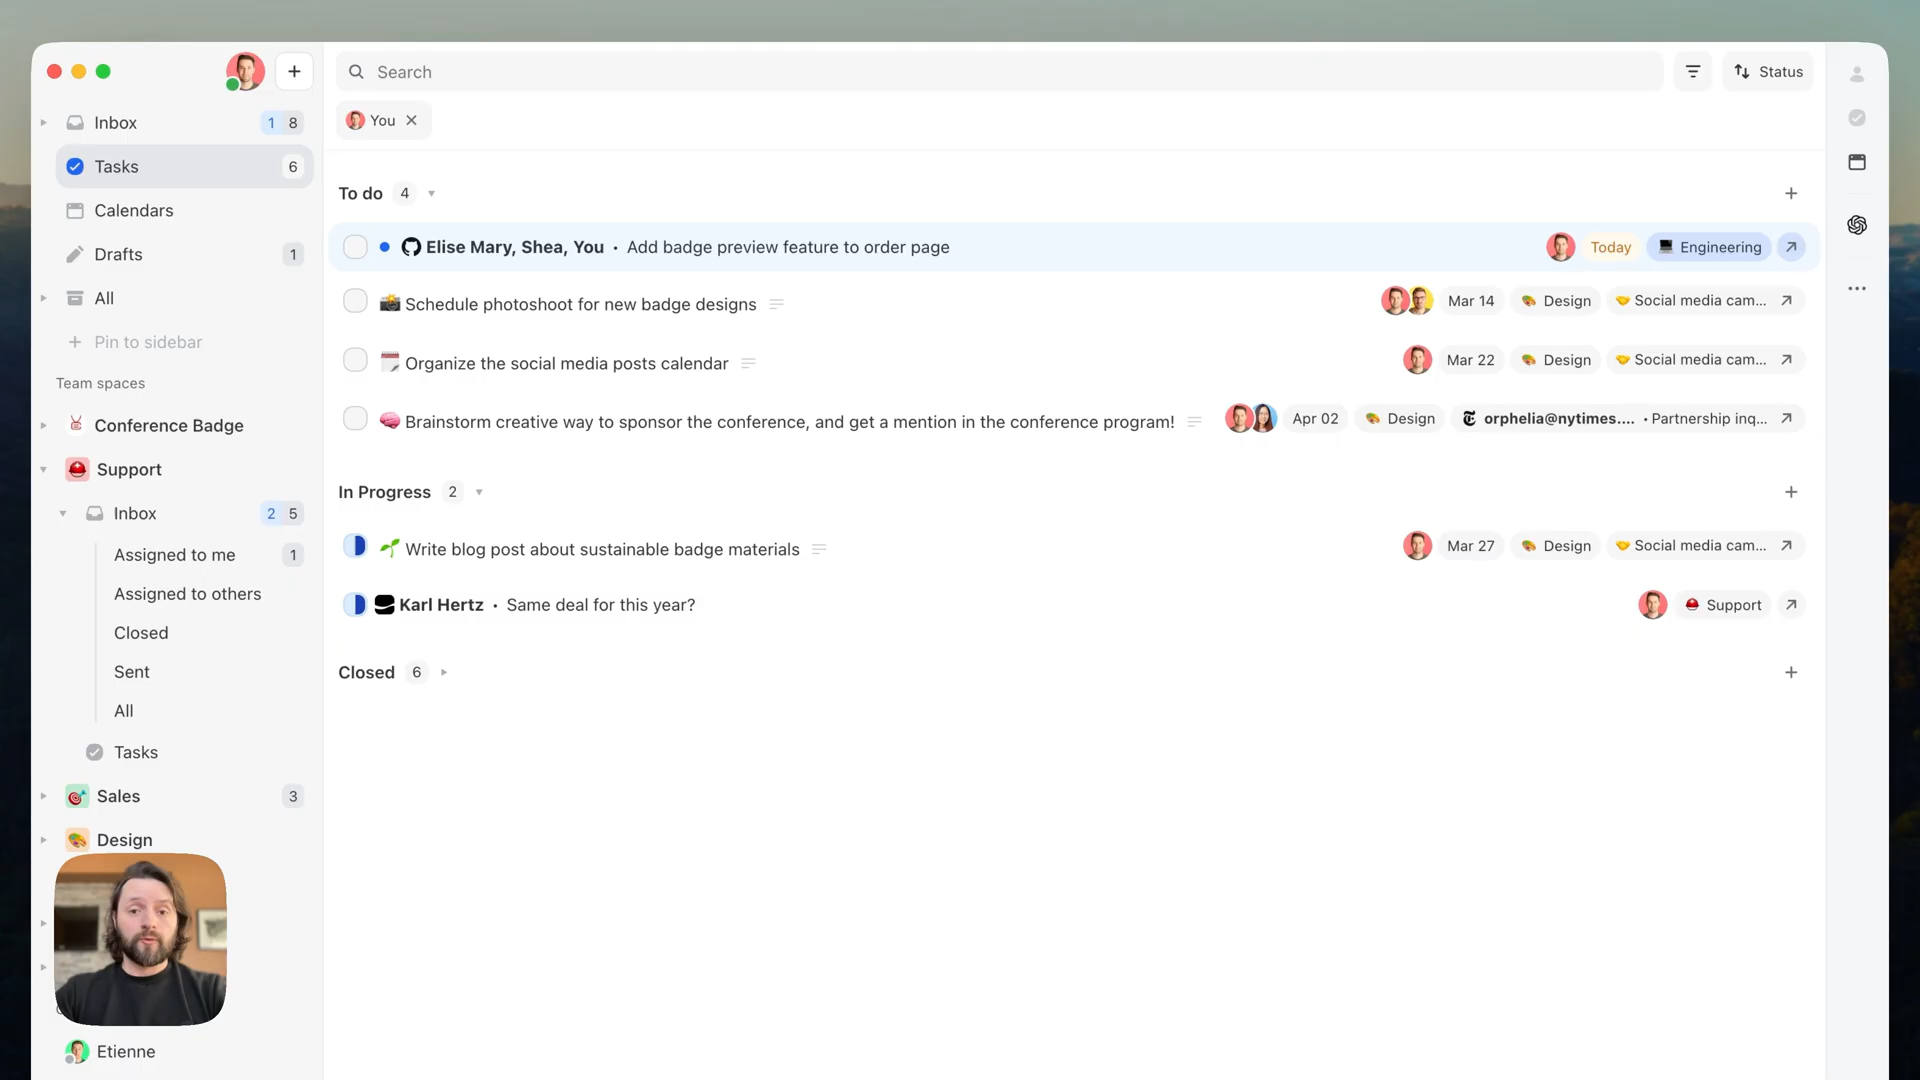 Search
Status
You
Inbox 1 8
Tasks 6
Calendars
Drafts 1
All
Pin to sidebar
Team spaces
Conference Badge
Support
Inbox 2 5
Assigned to me 1
Assigned to others
Closed
Sent
All
Tasks
Sales 3
Design
Etienne
To do 4
Elise Mary, Shea, You • Add badge preview feature to order page Today Engineering
Schedule photoshoot for new badge designs Mar 14 Design Social media cam...
Organize the social media posts calendar Mar 22 Design Social media cam...
Brainstorm creative way to sponsor the conference, and get a mention in the conference program! Apr 02 Design orphelia@nytimes.... • Partnership inq...
In Progress 2
Write blog post about sustainable badge materials Mar 27 Design Social media cam...
Karl Hertz • Same deal for this year? Support
Closed 6